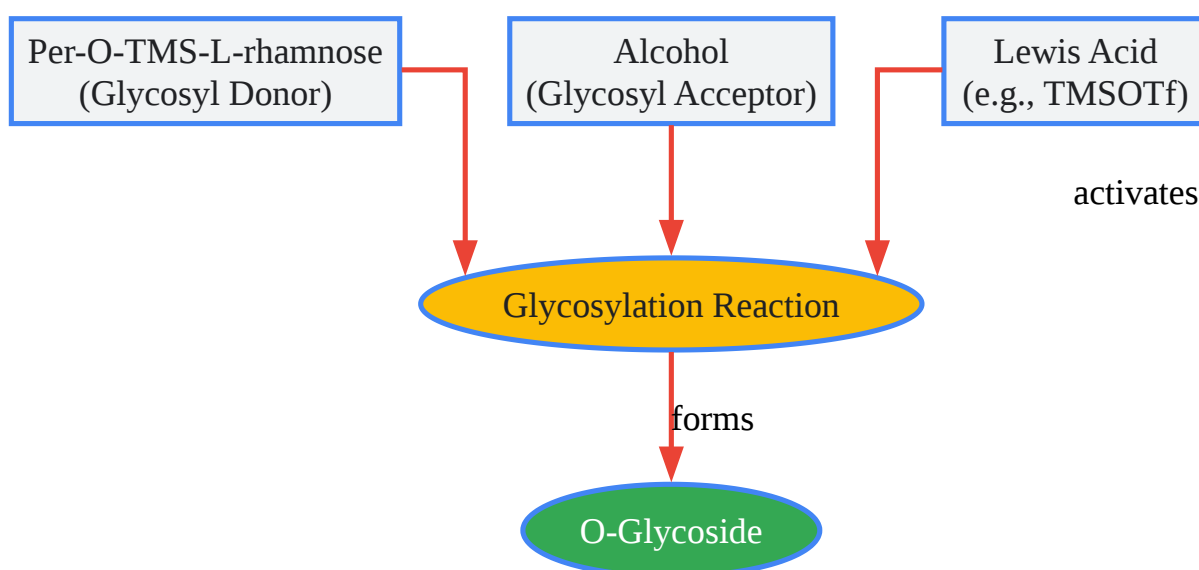 Per-O-TMS-L-rhamnose
(Glycosyl Donor)
Alcohol
(Glycosyl Acceptor)
Lewis Acid
(e.g., TMSOTf)
activates
Glycosylation Reaction
forms
O-Glycoside